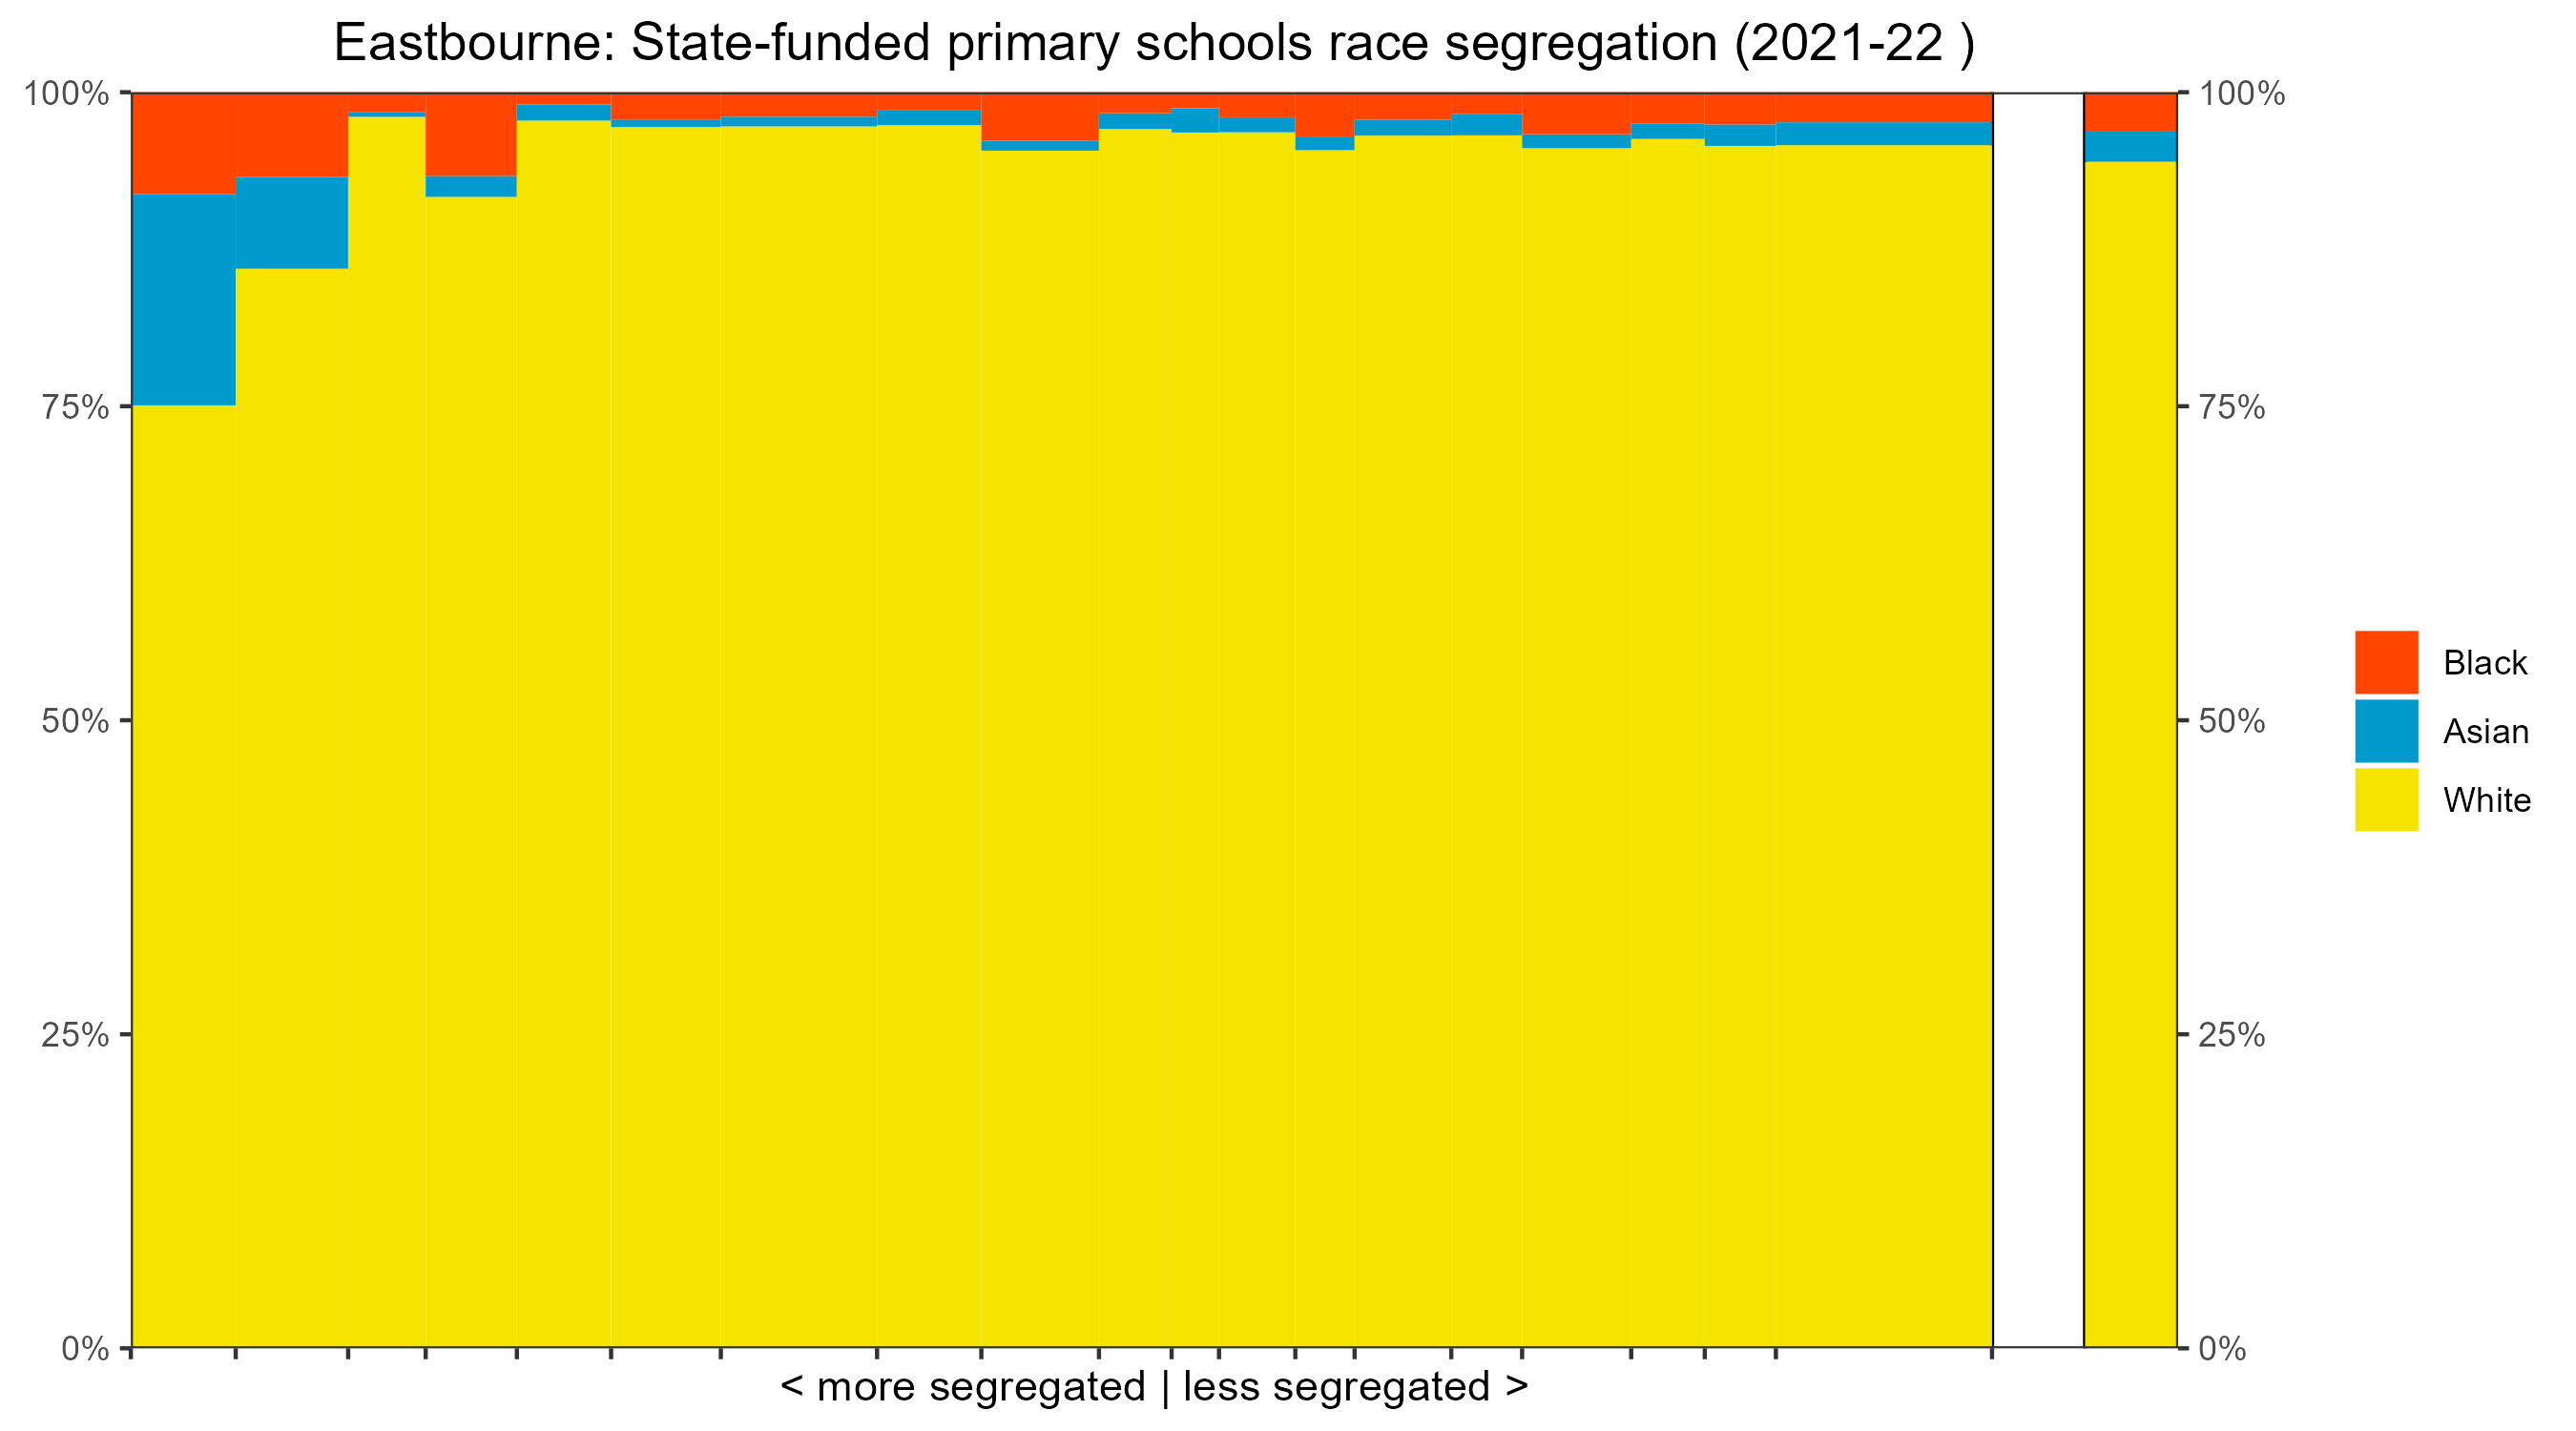 Eastbourne: State-funded primary schools race segregation (2021-22 )
100%
75%
50%
25%
0%
100%
75%
50%
25%
0%
Black
Asian
White
< more segregated | less segregated >